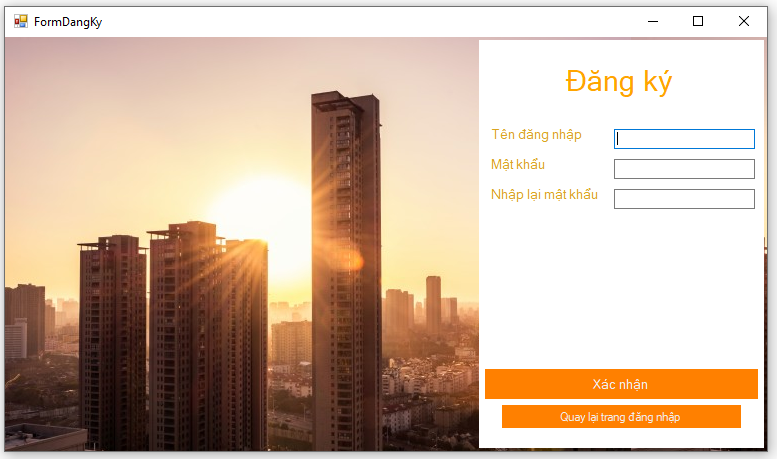 FormDangKy
Đăng ký
Tên đăng nhập
Mật khẩu
Nhập lại mật khẩu
Xác nhận
Quay lại trang đăng nhập